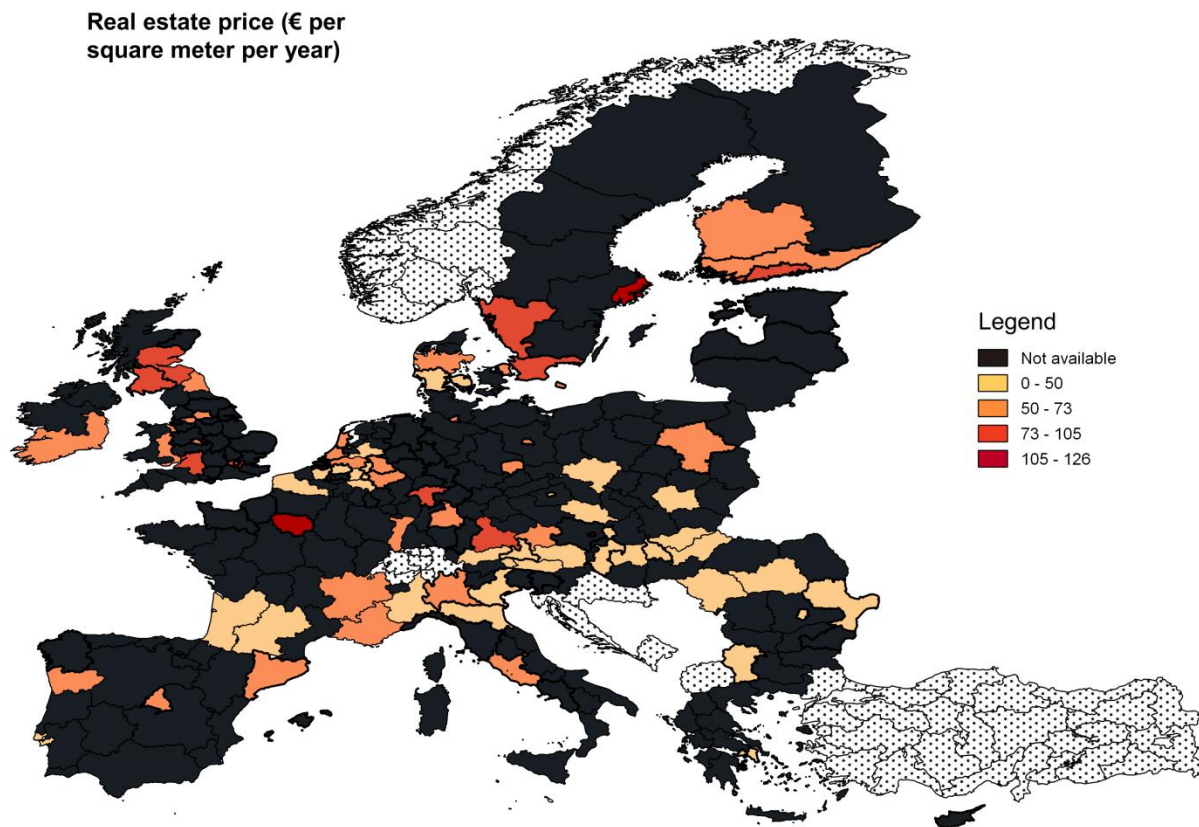 Real estate price (€ per
square meter per year)
Legend
Not available
0 - 50
50 - 73
73 - 105
105 - 126